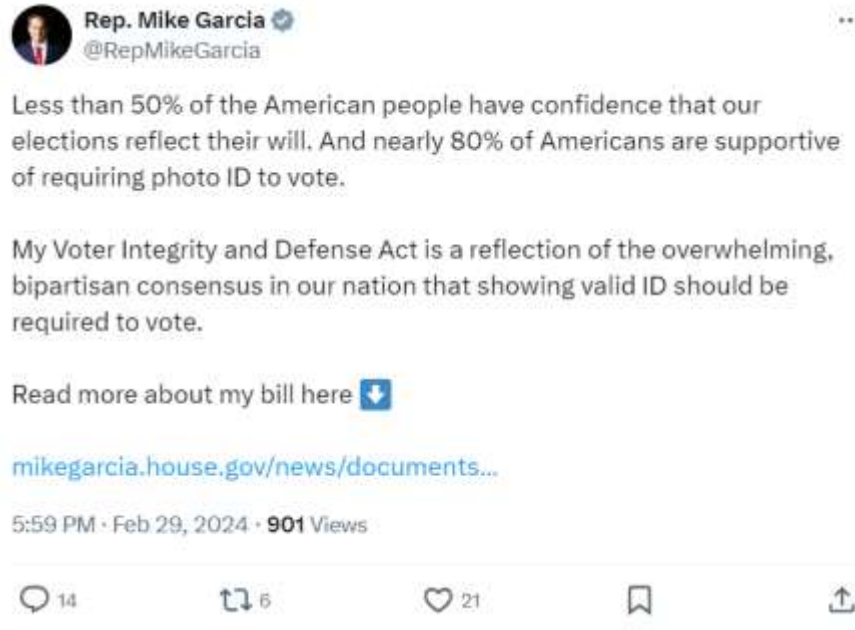 Rep. Mike Garcia
@RepMikeGarcia
Less than 50% of the American people have confidence that our
elections reflect their will. And nearly 80% of Americans are supportive
of requiring photo ID to vote.
My Voter Integrity and Defense Act is a reflection of the overwhelming,
bipartisan consensus in our nation that showing valid ID should be
required to vote.
Read more about my bill here ⬇️
mikegarcia.house.gov/news/documents...
5:59 PM · Feb 29, 2024 · 901 Views
14 6 21